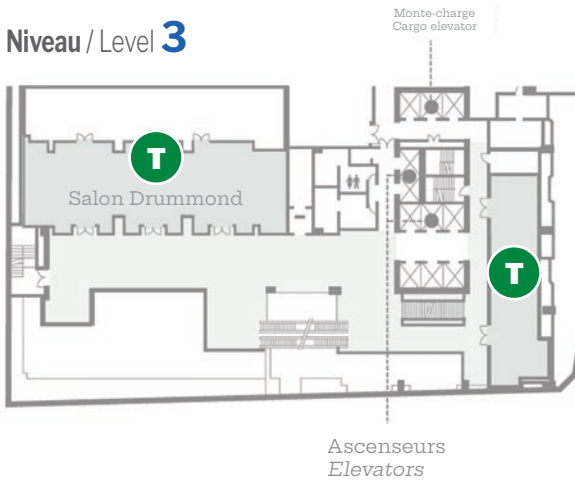 Monte-charge
Cargo elevator
Niveau / Level 3
T
Salon Drummond
T
Ascenseurs
Elevators